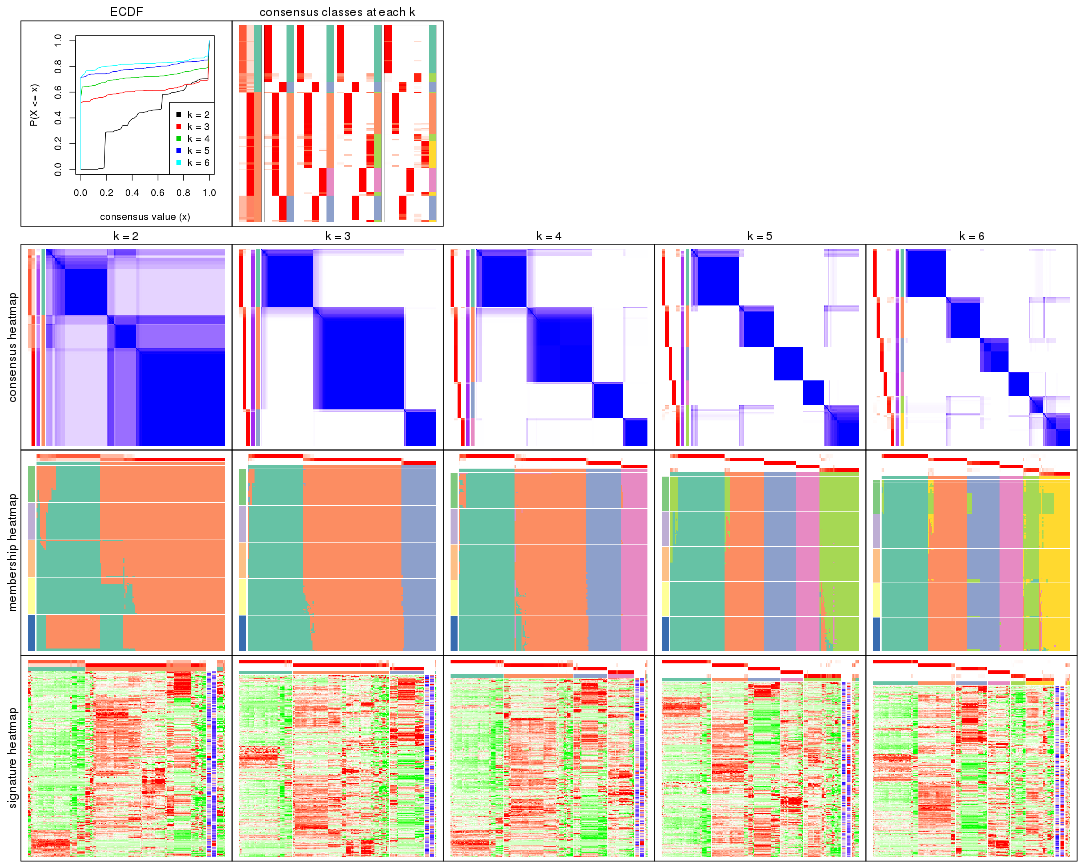 ECDF
consensus classes at each k
P(X <= x)
0.0 0.2 0.4 0.6 0.8 1.0
k = 2
k = 3
k = 4
k = 5
k = 6
0.0 0.2 0.4 0.6 0.8 1.0
consensus value (x)
k = 2 k = 3 k = 4 k = 5 k = 6
consensus heatmap
membership heatmap
signature heatmap